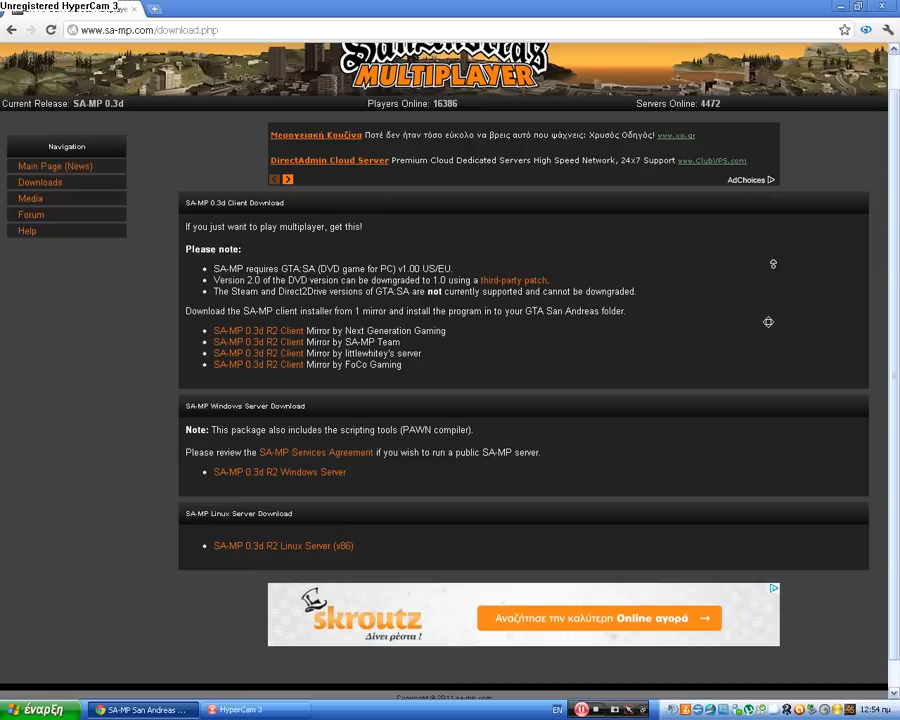 Unregistered HyperCam 3
www.sa-mp.com/download.php
San Andreas
MULTIPLAYER
Current Release: SA-MP 0.3d
Players Online: 16386
Servers Online: 4472
Navigation
Main Page (News)
Downloads
Media
Forum
Help
Μεσογειακή Κουζίνα Ποτέ δεν ήταν τόσο εύκολο να βρεις αυτό που ψάχνεις: Χρυσός Οδηγός! www.xo.gr
DirectAdmin Cloud Server Premium Cloud Dedicated Servers High Speed Network, 24x7 Support www.ClubVPS.com
AdChoices
SA-MP 0.3d Client Download
If you just want to play multiplayer, get this!
Please note:
SA-MP requires GTA:SA (DVD game for PC) v1.00 US/EU.
Version 2.0 of the DVD version can be downgraded to 1.0 using a third-party patch.
The Steam and Direct2Drive versions of GTA:SA are not currently supported and cannot be downgraded.
Download the SA-MP client installer from 1 mirror and install the program in to your GTA San Andreas folder.
SA-MP 0.3d R2 Client Mirror by Next Generation Gaming
SA-MP 0.3d R2 Client Mirror by SA-MP Team
SA-MP 0.3d R2 Client Mirror by littlewhitey's server
SA-MP 0.3d R2 Client Mirror by FoCo Gaming
SA-MP Windows Server Download
Note: This package also includes the scripting tools (PAWN compiler).
Please review the SA-MP Services Agreement if you wish to run a public SA-MP server.
SA-MP 0.3d R2 Windows Server
SA-MP Linux Server Download
SA-MP 0.3d R2 Linux Server (x86)
skroutz
Δίνει ρέστα !
Αναζήτησε την καλύτερη Online αγορά →
Copyright © 2011 sa-mp.com
έναρξη
SA-MP San Andreas ...
HyperCam 3
EN
12:54 πμ